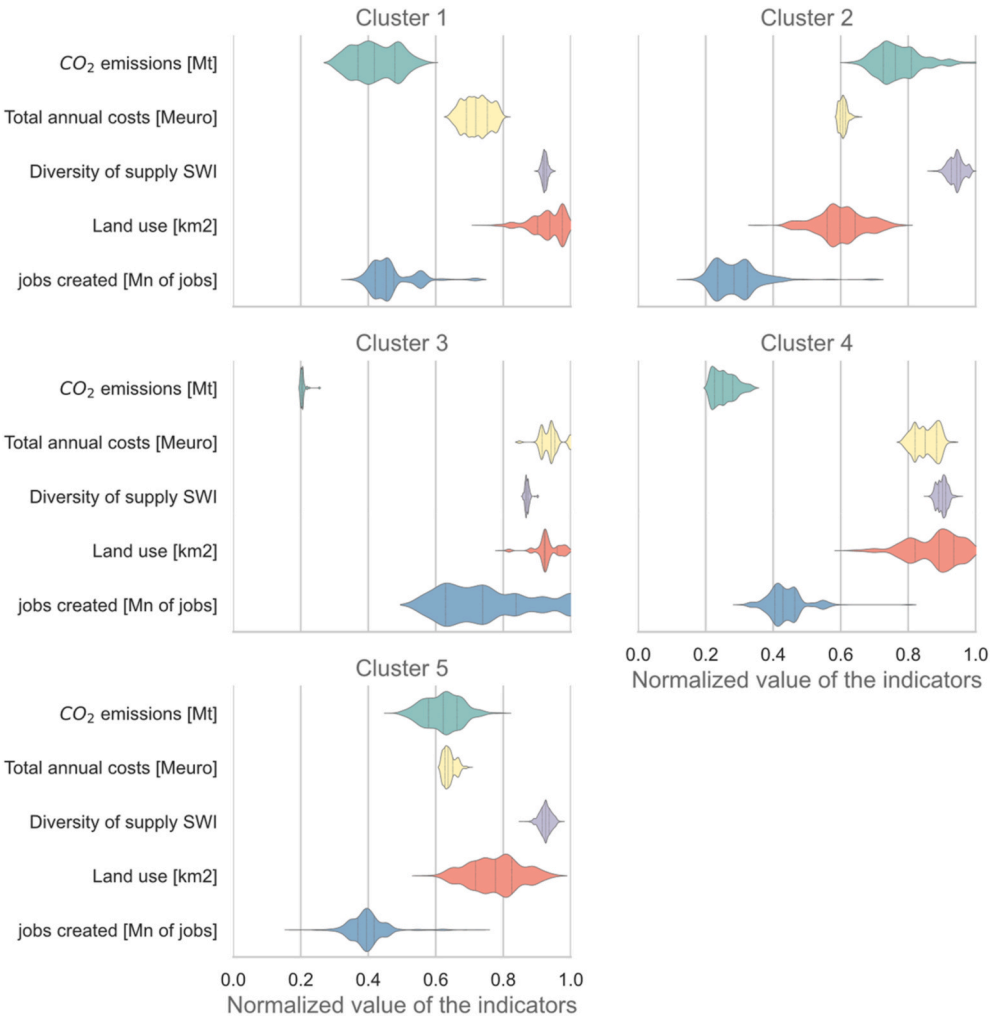 Cluster 1
CO₂ emissions [Mt]
Total annual costs [Meuro]
Diversity of supply SWI
Land use [km2]
jobs created [Mn of jobs]
Cluster 2
Cluster 3
CO₂ emissions [Mt]
Total annual costs [Meuro]
Diversity of supply SWI
Land use [km2]
jobs created [Mn of jobs]
Cluster 4
0.0 0.2 0.4 0.6 0.8 1.0
Normalized value of the indicators
Cluster 5
CO₂ emissions [Mt]
Total annual costs [Meuro]
Diversity of supply SWI
Land use [km2]
jobs created [Mn of jobs]
0.0 0.2 0.4 0.6 0.8 1.0
Normalized value of the indicators